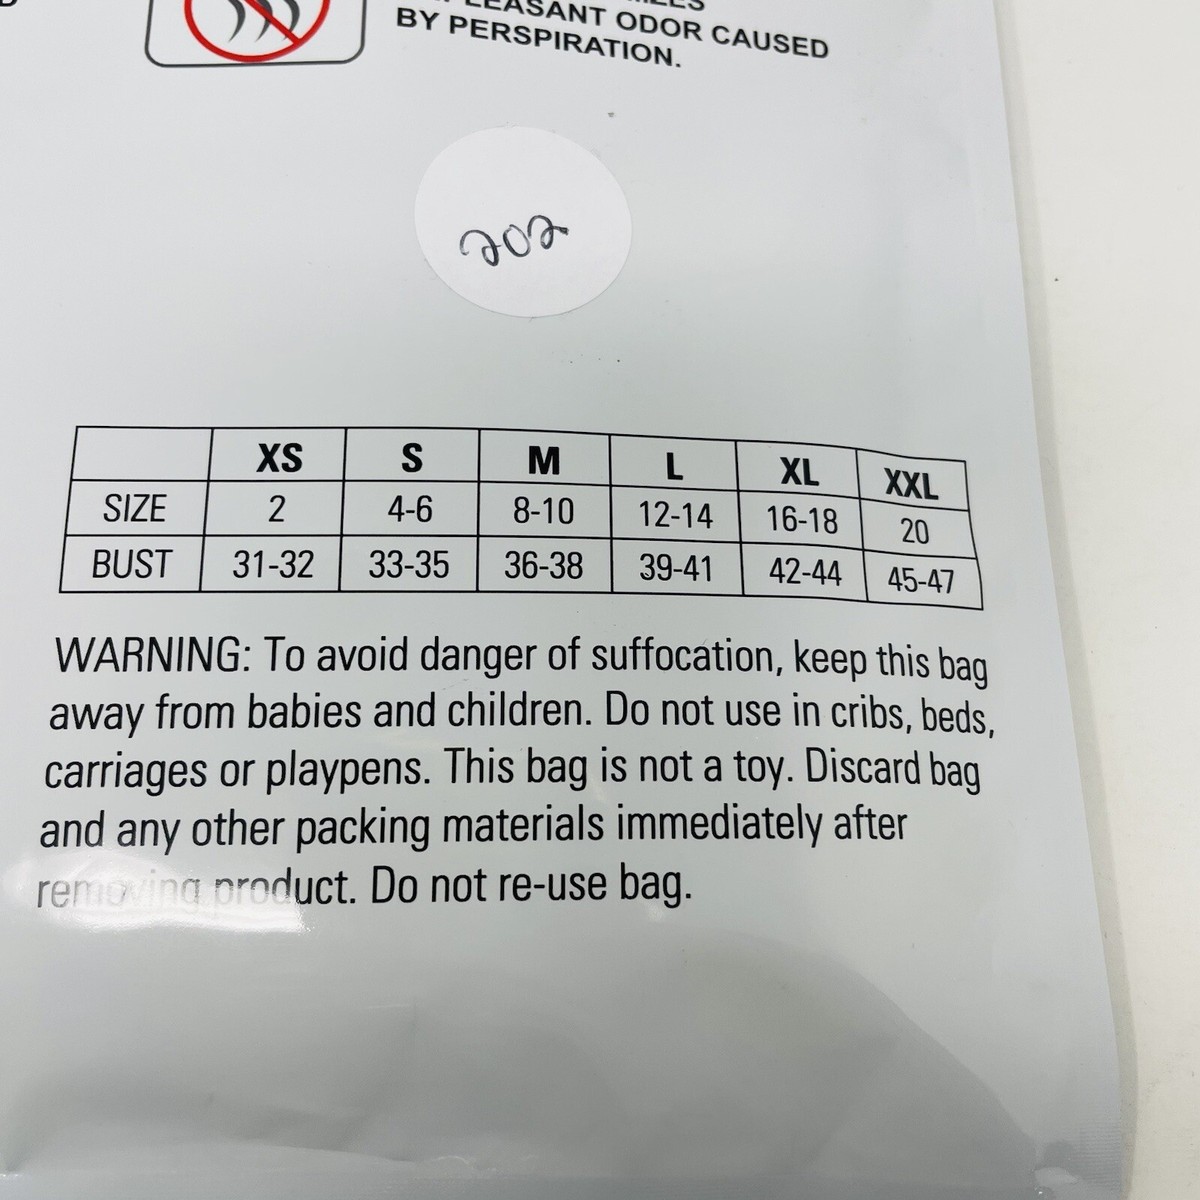 ODOR CAUSED
BY PERSPIRATION.
202
XS S M L XL XXL
SIZE 2 4-6 8-10 12-14 16-18 20
BUST 31-32 33-35 36-38 39-41 42-44 45-47
WARNING: To avoid danger of suffocation, keep this bag
away from babies and children. Do not use in cribs, beds,
carriages or playpens. This bag is not a toy. Discard bag
and any other packing materials immediately after
removing product. Do not re-use bag.